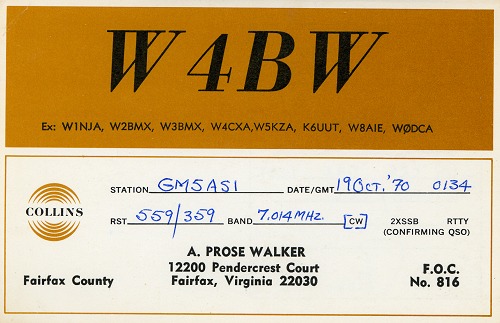 W4BW
Ex: W1NJA, W2BMX, W3BMX, W4CXA,W5KZA, K6UUT, W8AIE, WØDCA
STATION GM5ASI DATE/GMT 19 Oct. '70 0134
COLLINS
RST 559/359 BAND 7.014 MHz. [CW] 2XSSB RTTY
(CONFIRMING QSO)
A. PROSE WALKER
12200 Pendercrest Court F.O.C.
Fairfax County Fairfax, Virginia 22030 No. 816